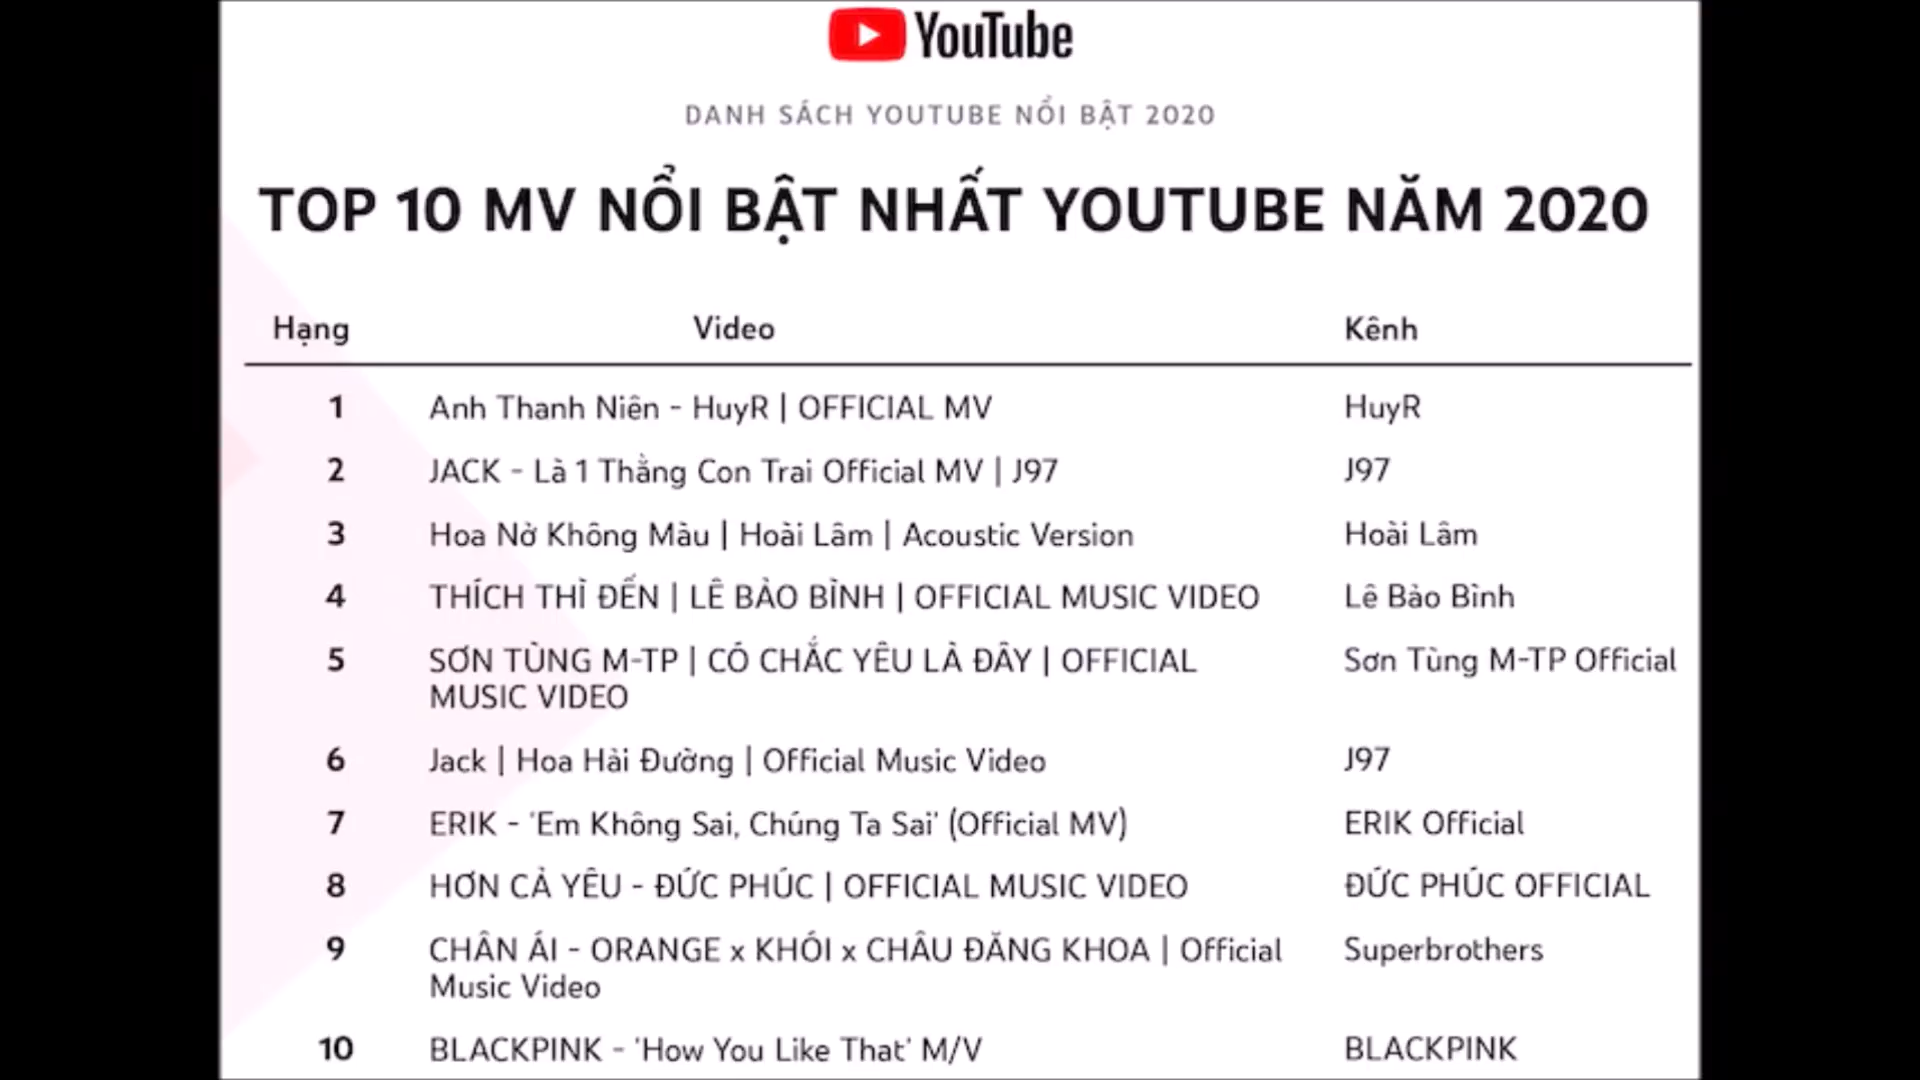 YouTube
DANH SÁCH YOUTUBE NỔI BẬT 2020
TOP 10 MV NỔI BẬT NHẤT YOUTUBE NĂM 2020
Hạng Video Kênh
1 Anh Thanh Niên - HuyR | OFFICIAL MV HuyR
2 JACK - Là 1 Thằng Con Trai Official MV | J97 J97
3 Hoa Nở Không Màu | Hoài Lâm | Acoustic Version Hoài Lâm
4 THÍCH THÌ ĐẾN | LÊ BẢO BÌNH | OFFICIAL MUSIC VIDEO Lê Bảo Bình
5 SƠN TÙNG M-TP | CÓ CHẮC YÊU LÀ ĐÂY | OFFICIAL Sơn Tùng M-TP Official
MUSIC VIDEO
6 Jack | Hoa Hải Đường | Official Music Video J97
7 ERIK - 'Em Không Sai, Chúng Ta Sai' (Official MV) ERIK Official
8 HƠN CẢ YÊU - ĐỨC PHÚC | OFFICIAL MUSIC VIDEO ĐỨC PHÚC OFFICIAL
9 CHÂN ÁI - ORANGE x KHÓI x CHÂU ĐĂNG KHOA | Official Superbrothers
Music Video
10 BLACKPINK - 'How You Like That' M/V BLACKPINK